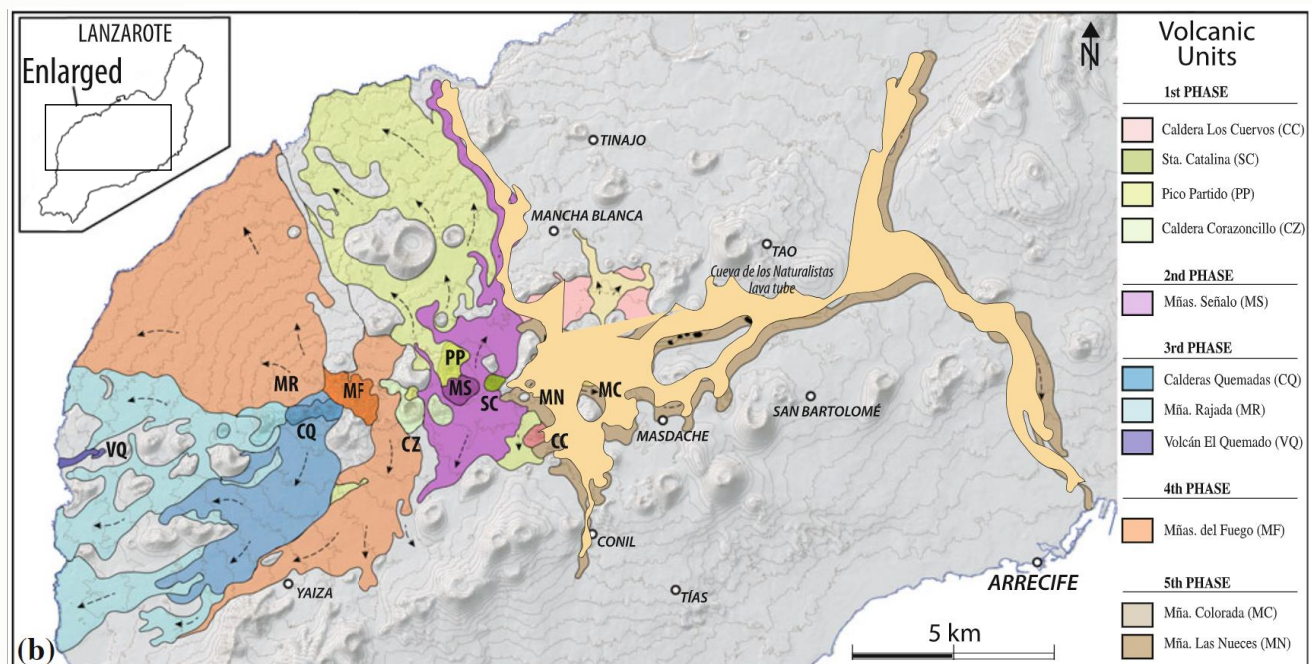 LANZAROTE
Enlarged
N
TINAJO
MANCHA BLANCA
TAO
Cueva de los Naturalistas
lava tube
PP
MR
MF
MS
SC
MN
MC
SAN BARTOLOMÉ
MASDACHE
CQ
CZ
CC
VQ
CONIL
YAIZA
TÍAS
ARRECIFE
5 km
(b)
Volcanic
Units
1st PHASE
Caldera Los Cuervos (CC)
Sta. Catalina (SC)
Pico Partido (PP)
Caldera Corazoncillo (CZ)
2nd PHASE
Mñas. Señalo (MS)
3rd PHASE
Calderas Quemadas (CQ)
Mña. Rajada (MR)
Volcán El Quemado (VQ)
4th PHASE
Mñas. del Fuego (MF)
5th PHASE
Mña. Colorada (MC)
Mña. Las Nueces (MN)